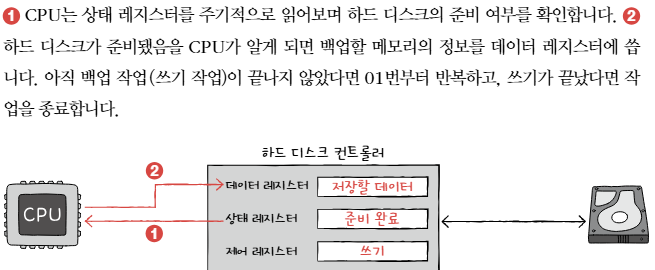 ❶ CPU는 상태 레지스터를 주기적으로 읽어보며 하드 디스크의 준비 여부를 확인합니다. ❷
하드 디스크가 준비됐음을 CPU가 알게 되면 백업할 메모리의 정보를 데이터 레지스터에 씁
니다. 아직 백업 작업(쓰기 작업)이 끝나지 않았다면 01번부터 반복하고, 쓰기가 끝났다면 작
업을 종료합니다.
하드 디스크 컨트롤러
❷
데이터 레지스터
저장할 데이터
CPU
상태 레지스터
준비 완료
❶
제어 레지스터
쓰기